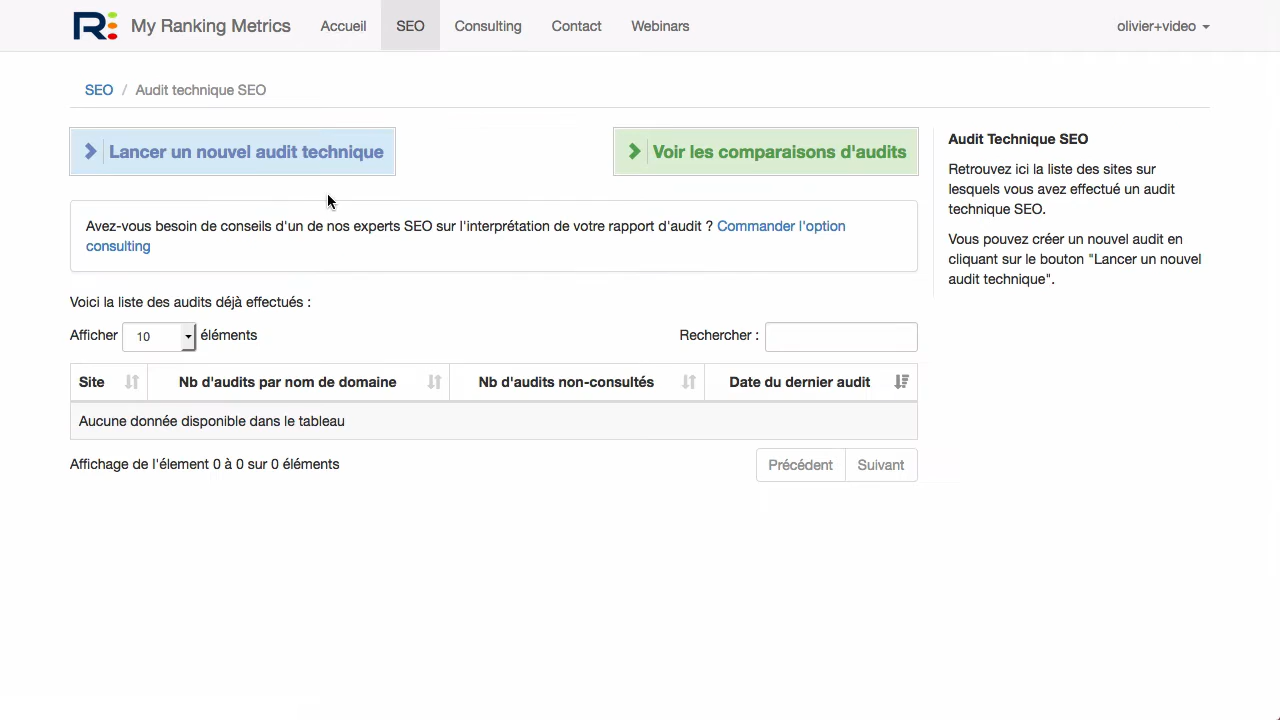 My Ranking Metrics Accueil SEO Consulting Contact Webinars olivier+video
SEO / Audit technique SEO
Lancer un nouvel audit technique
Voir les comparaisons d'audits
Avez-vous besoin de conseils d'un de nos experts SEO sur l'interprétation de votre rapport d'audit ? Commander l'option
consulting
Voici la liste des audits déjà effectués :
Afficher 10 éléments
Rechercher :
Site Nb d'audits par nom de domaine Nb d'audits non-consultés Date du dernier audit
Aucune donnée disponible dans le tableau
Affichage de l'élement 0 à 0 sur 0 éléments
Précédent Suivant
Audit Technique SEO
Retrouvez ici la liste des sites sur
lesquels vous avez effectué un audit
technique SEO.
Vous pouvez créer un nouvel audit en
cliquant sur le bouton "Lancer un nouvel
audit technique".